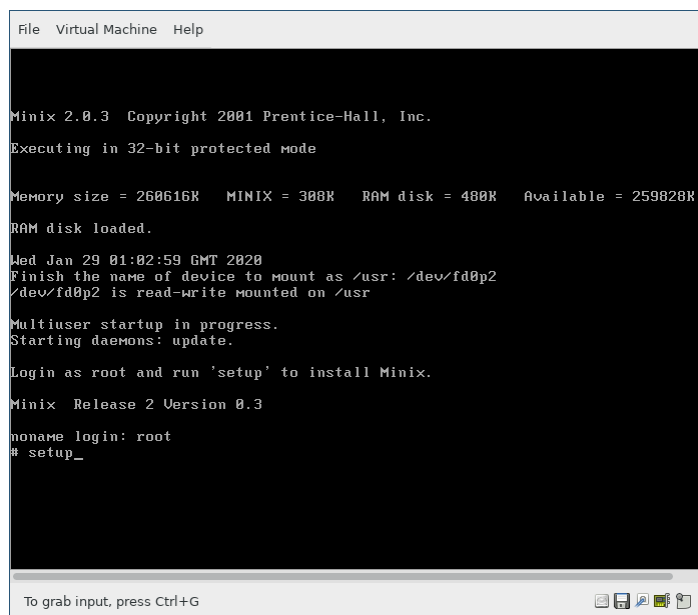 File Virtual Machine Help
Minix 2.0.3 Copyright 2001 Prentice-Hall, Inc.
Executing in 32-bit protected mode
Memory size = 260616K MINIX = 308K RAM disk = 480K Available = 259828K
RAM disk loaded.
Wed Jan 29 01:02:59 GMT 2020
Finish the name of device to mount as /usr: /dev/fd0p2
/dev/fd0p2 is read-write mounted on /usr
Multiuser startup in progress.
Starting daemons: update.
Login as root and run 'setup' to install Minix.
Minix Release 2 Version 0.3
noname login: root
# setup_
To grab input, press Ctrl+G